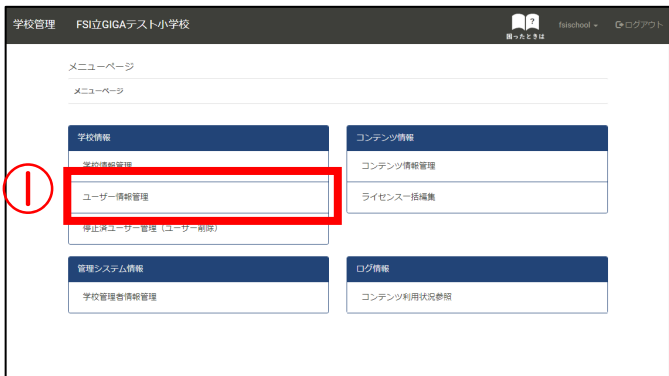 学校管理 FSI立GIGAテスト小学校
?
困ったときは
fsischool
ログアウト
メニューページ
メニューページ
学校情報
学校情報管理
ユーザー情報管理
停止済ユーザー管理（ユーザー削除）
コンテンツ情報
コンテンツ情報管理
ライセンス一括編集
管理システム情報
学校管理者情報管理
ログ情報
コンテンツ利用状況参照
①